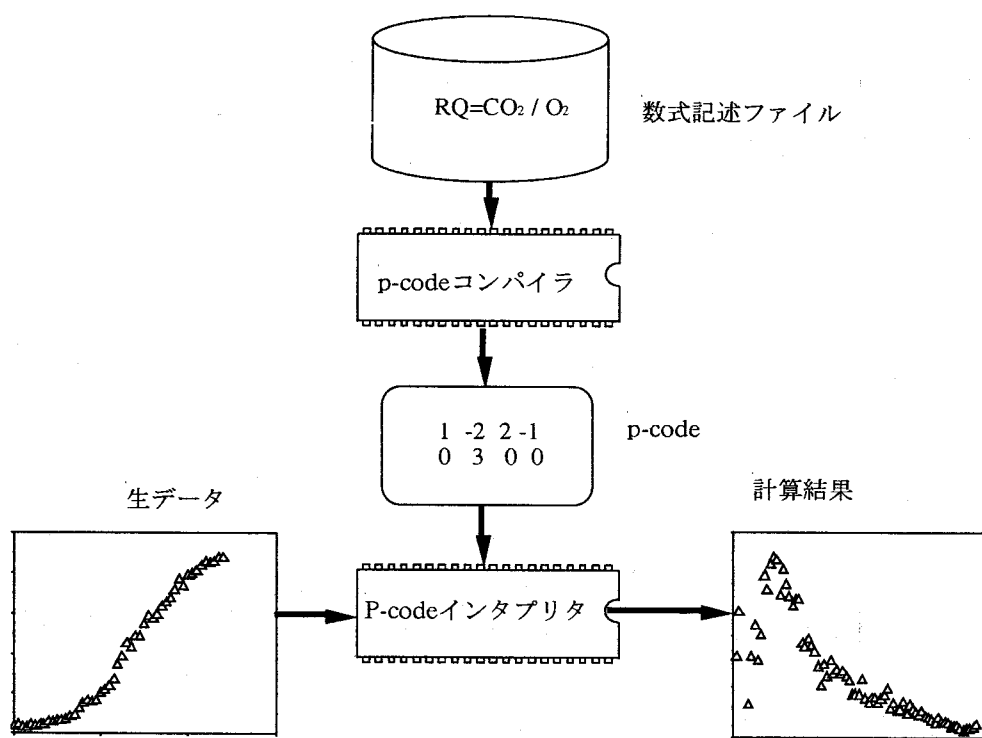 RQ=CO₂ / O₂
数式記述ファイル
p-codeコンパイラ
1 -2 2 -1
0 3 0 0
p-code
生データ
計算結果
P-codeインタプリタ